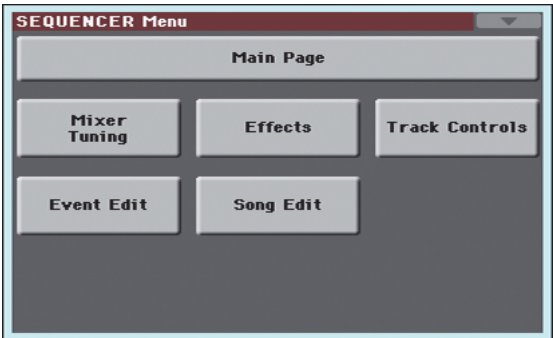 SEQUENCER Menu
Main Page
Mixer
Tuning
Effects
Track Controls
Event Edit
Song Edit